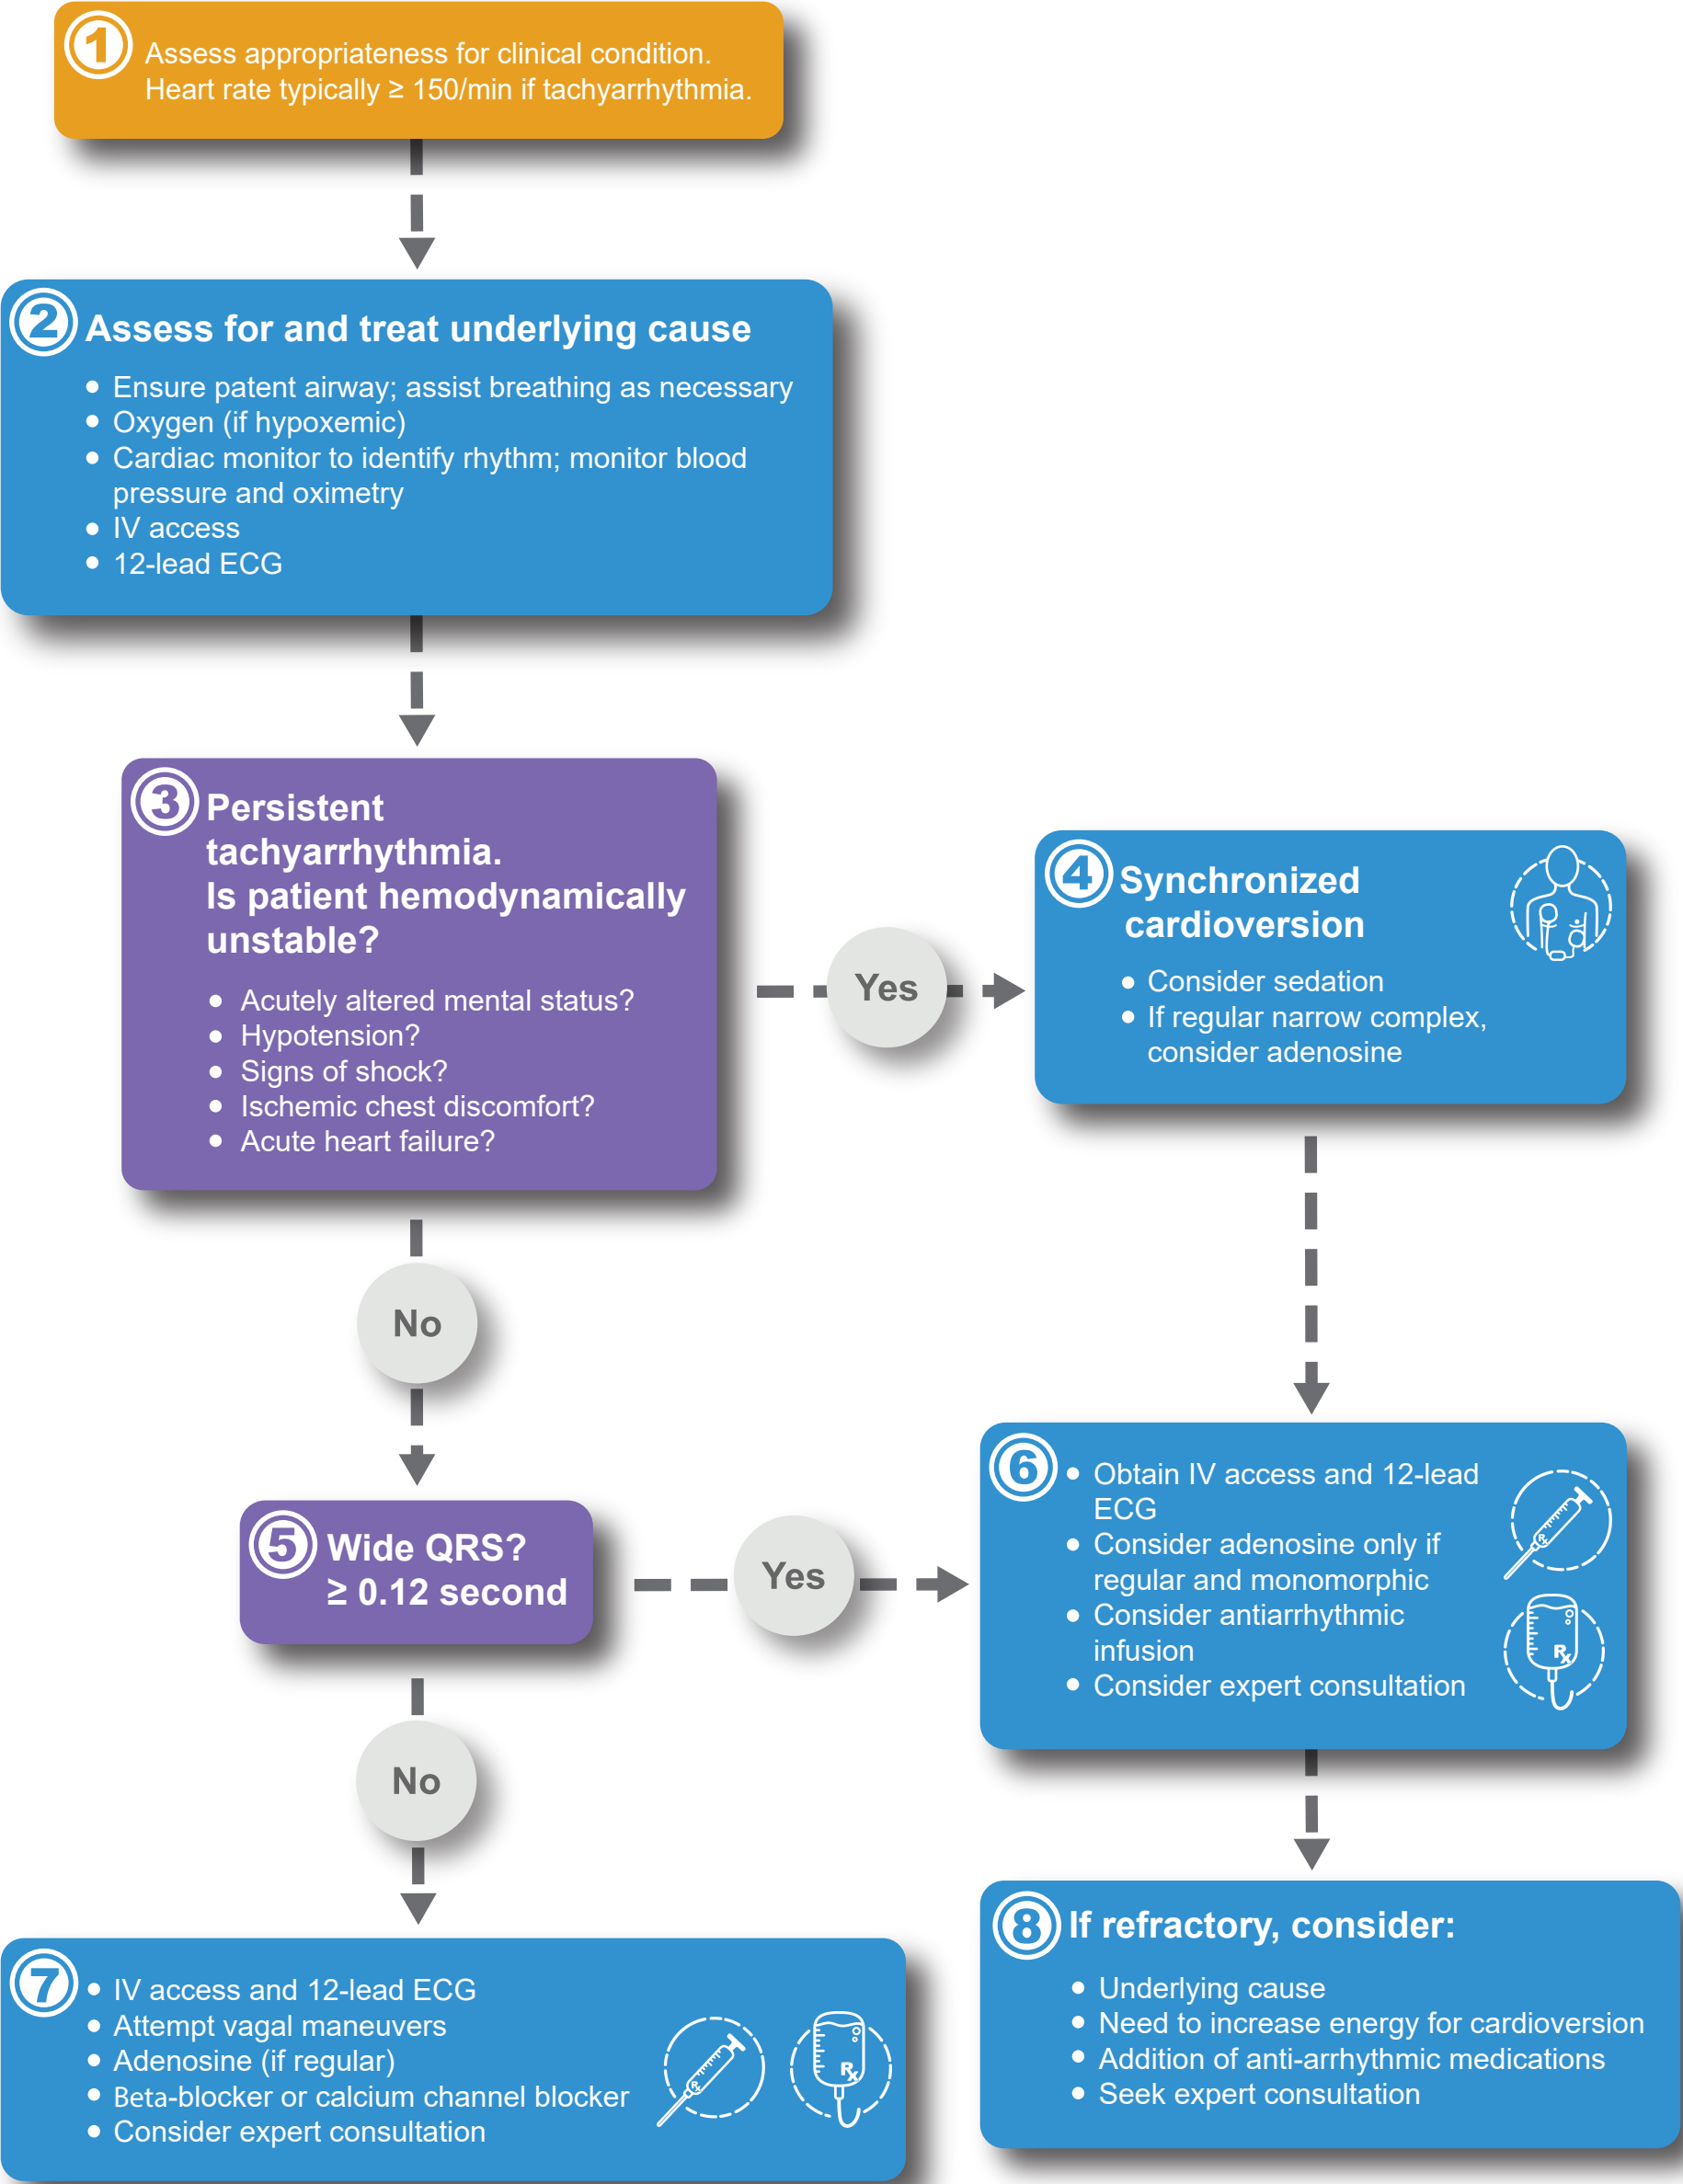 1
Assess appropriateness for clinical condition.
Heart rate typically ≥ 150/min if tachyarrhythmia.
2
Assess for and treat underlying cause
• Ensure patent airway; assist breathing as necessary
• Oxygen (if hypoxemic)
• Cardiac monitor to identify rhythm; monitor blood
pressure and oximetry
• IV access
• 12-lead ECG
3
Persistent
tachyarrhythmia.
Is patient hemodynamically
unstable?
• Acutely altered mental status?
• Hypotension?
• Signs of shock?
• Ischemic chest discomfort?
• Acute heart failure?
Yes
4
Synchronized
cardioversion
• Consider sedation
• If regular narrow complex,
consider adenosine
No
5
Wide QRS?
≥ 0.12 second
Yes
6
• Obtain IV access and 12-lead
ECG
• Consider adenosine only if
regular and monomorphic
• Consider antiarrhythmic
infusion
• Consider expert consultation
Rx
Rx
No
7
• IV access and 12-lead ECG
• Attempt vagal maneuvers
• Adenosine (if regular)
• Beta-blocker or calcium channel blocker
• Consider expert consultation
Rx
Rx
8
If refractory, consider:
• Underlying cause
• Need to increase energy for cardioversion
• Addition of anti-arrhythmic medications
• Seek expert consultation